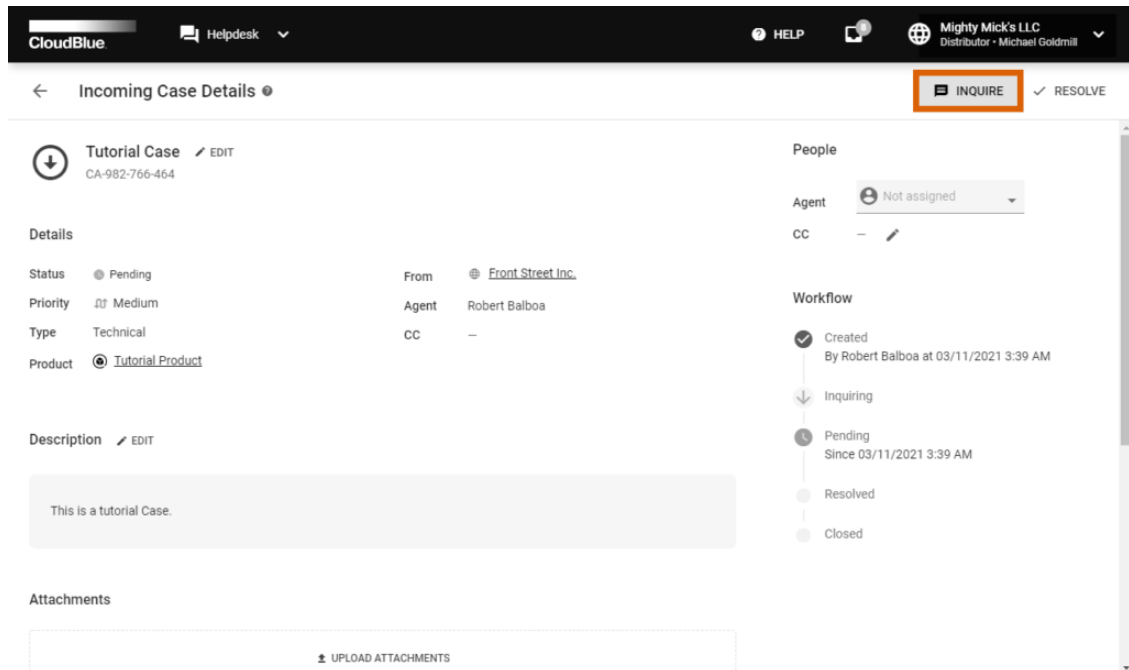 CloudBlue.
Helpdesk
HELP
Mighty Mick's LLC
Distributor • Michael Goldmill
Incoming Case Details
INQUIRE
RESOLVE
Tutorial Case
EDIT
CA-982-766-464
Details
Status
Pending
Priority
Medium
Type
Technical
Product
Tutorial Product
From
Front Street Inc.
Agent
Robert Balboa
CC
—
Description
EDIT
This is a tutorial Case.
Attachments
UPLOAD ATTACHMENTS
People
Agent
Not assigned
CC
—
Workflow
Created
By Robert Balboa at 03/11/2021 3:39 AM
Inquiring
Pending
Since 03/11/2021 3:39 AM
Resolved
Closed